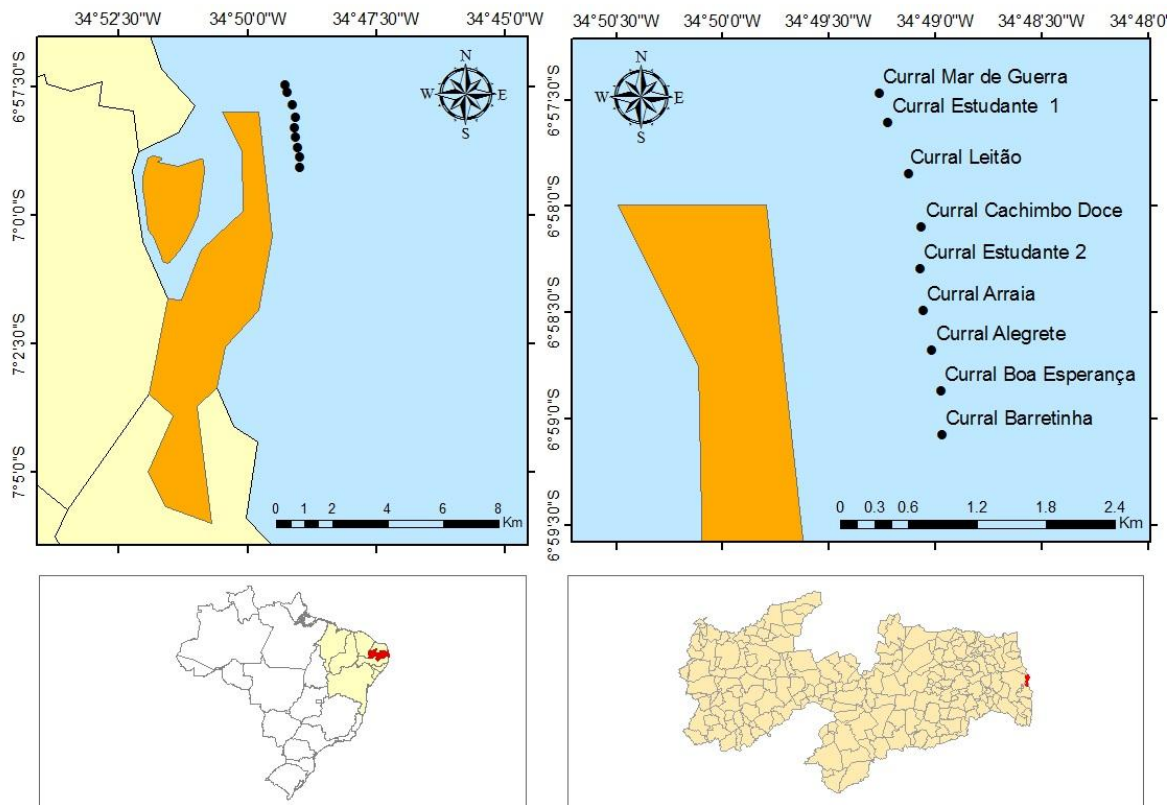 34°52'30"W 34°50'0"W 34°47'30"W 34°45'0"W
6°57'30"S
7°0'0"S
7°2'30"S
7°5'0"S
N
W E
S
0 1 2 4 6 8
Km
34°50'30"W 34°50'0"W 34°49'30"W 34°49'0"W 34°48'30"W 34°48'0"W
6°57'30"S
6°58'0"S
6°58'30"S
6°59'0"S
6°59'30"S
N
W E
S
Curral Mar de Guerra
Curral Estudante 1
Curral Leitão
Curral Cachimbo Doce
Curral Estudante 2
Curral Arraia
Curral Alegrete
Curral Boa Esperança
Curral Barretinha
0 0.3 0.6 1.2 1.8 2.4
Km